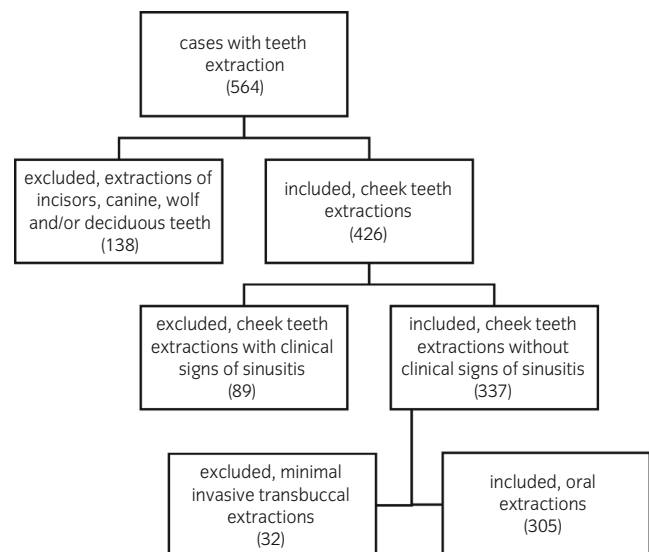 cases with teeth
extraction
(564)
excluded, extractions of
incisors, canine, wolf
and/or deciduous teeth
(138)
included, cheek teeth
extractions
(426)
excluded, cheek teeth
extractions with clinical
signs of sinusitis
(89)
included, cheek teeth
extractions without
clinical signs of sinusitis
(337)
excluded, minimal
invasive transbuccal
extractions
(32)
included, oral
extractions
(305)